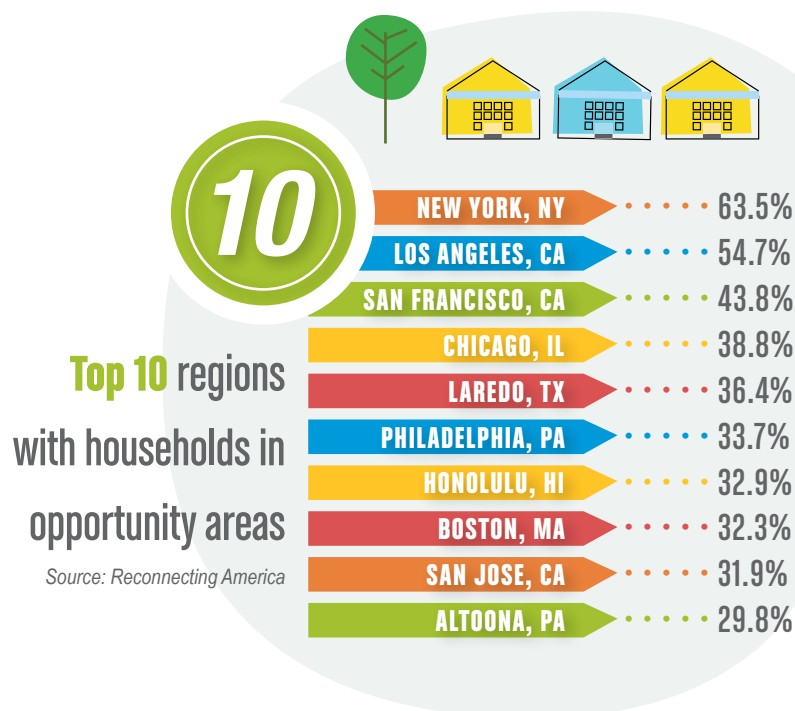 10
Top 10 regions
with households in
opportunity areas
Source: Reconnecting America
NEW YORK, NY 63.5%
LOS ANGELES, CA 54.7%
SAN FRANCISCO, CA 43.8%
CHICAGO, IL 38.8%
LAREDO, TX 36.4%
PHILADELPHIA, PA 33.7%
HONOLULU, HI 32.9%
BOSTON, MA 32.3%
SAN JOSE, CA 31.9%
ALTOONA, PA 29.8%